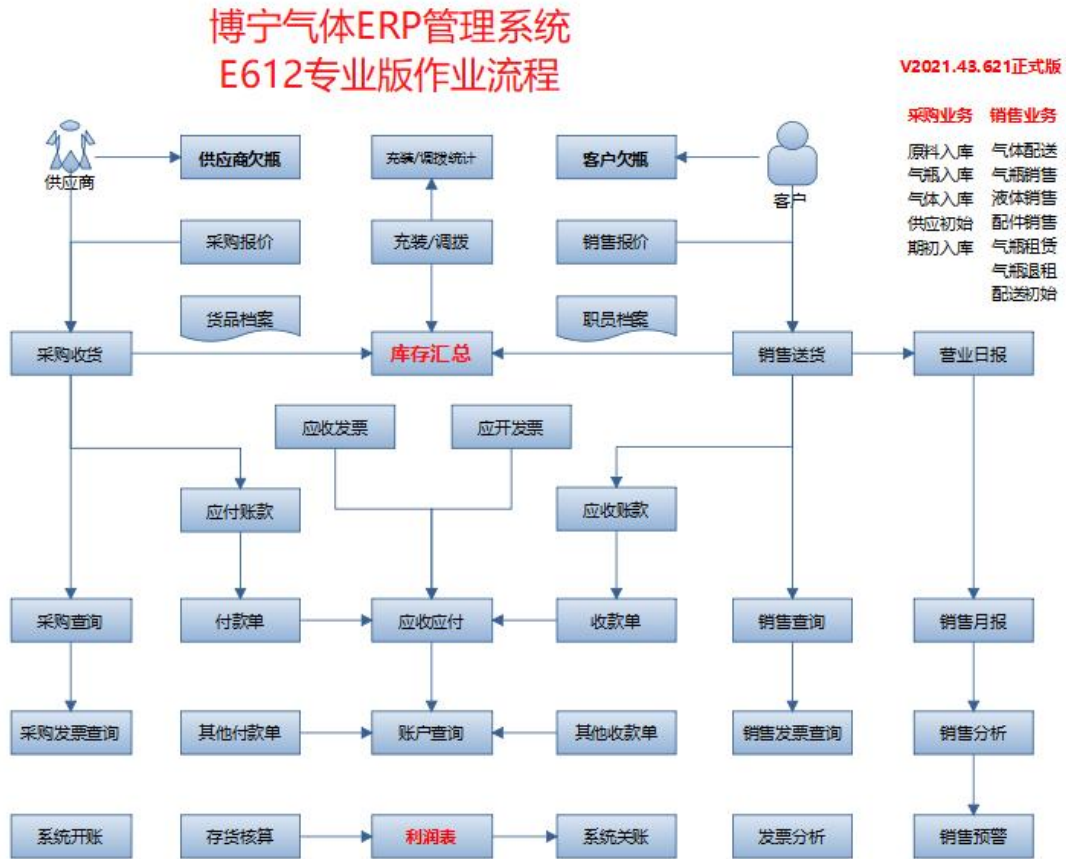 博宁气体ERP管理系统
E612专业版作业流程
V2021.43.621正式版
采购业务 销售业务
原料入库 气体配送
气瓶入库 气瓶销售
气体入库 液体销售
供应初始 配件销售
期初入库 气瓶租赁
气瓶退租
配送初始
供应商
供应商欠瓶
充装/调拨统计
客户欠瓶
客户
采购报价
充装/调拨
销售报价
货品档案
职员档案
采购收货
库存汇总
销售送货
营业日报
应收发票
应开发票
应付账款
应收账款
采购查询
付款单
应收应付
收款单
销售查询
销售月报
采购发票查询
其他付款单
账户查询
其他收款单
销售发票查询
销售分析
系统开账
存货核算
利润表
系统关账
发票分析
销售预警